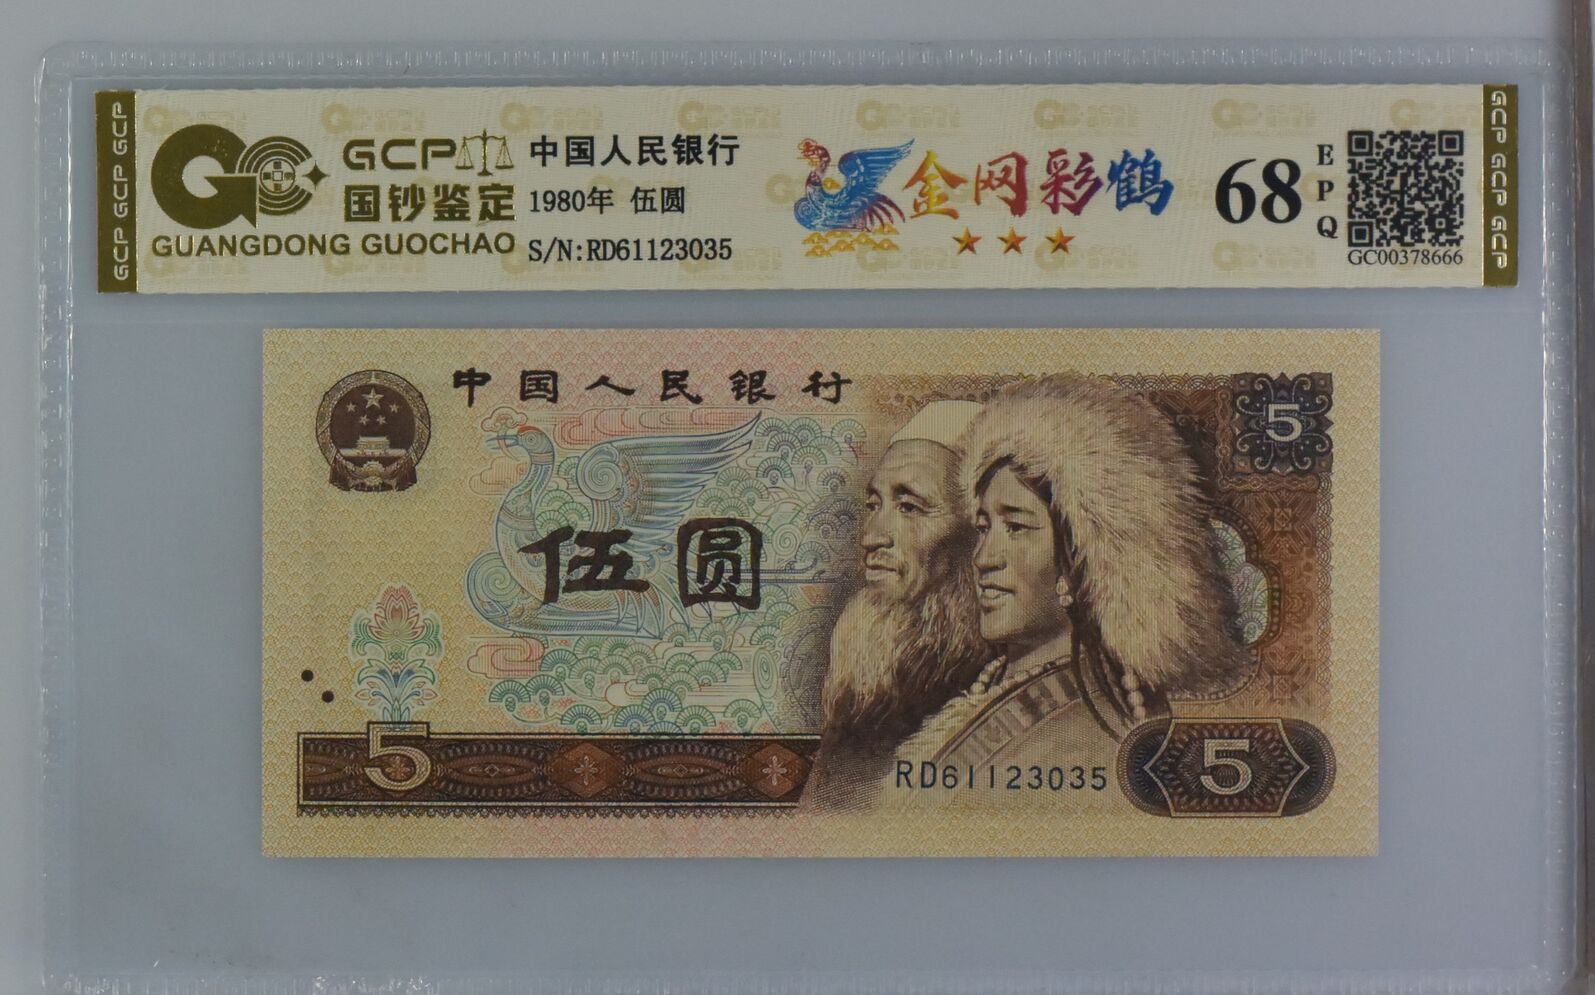 GCP GCP GCP
GC
GCP
国钞鉴定
GUANGDONG GUOCHAO
中国人民银行
1980年 伍圆
S/N:RD61123035
金网彩鹤
68
EPQ
GC00378666
GCP GCP GCP
中国人民银行
5
伍圆
5
RD61123035
5